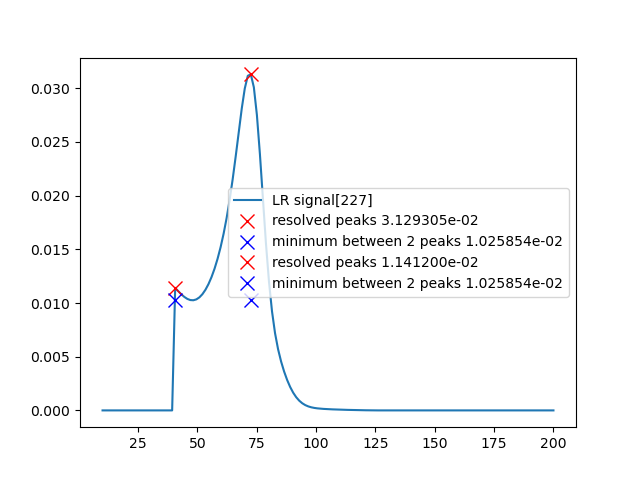 0.030
0.025
0.020
0.015
0.010
0.005
0.000
LR signal[227]
resolved peaks 3.129305e-02
minimum between 2 peaks 1.025854e-02
resolved peaks 1.141200e-02
minimum between 2 peaks 1.025854e-02
25 50 75 100 125 150 175 200